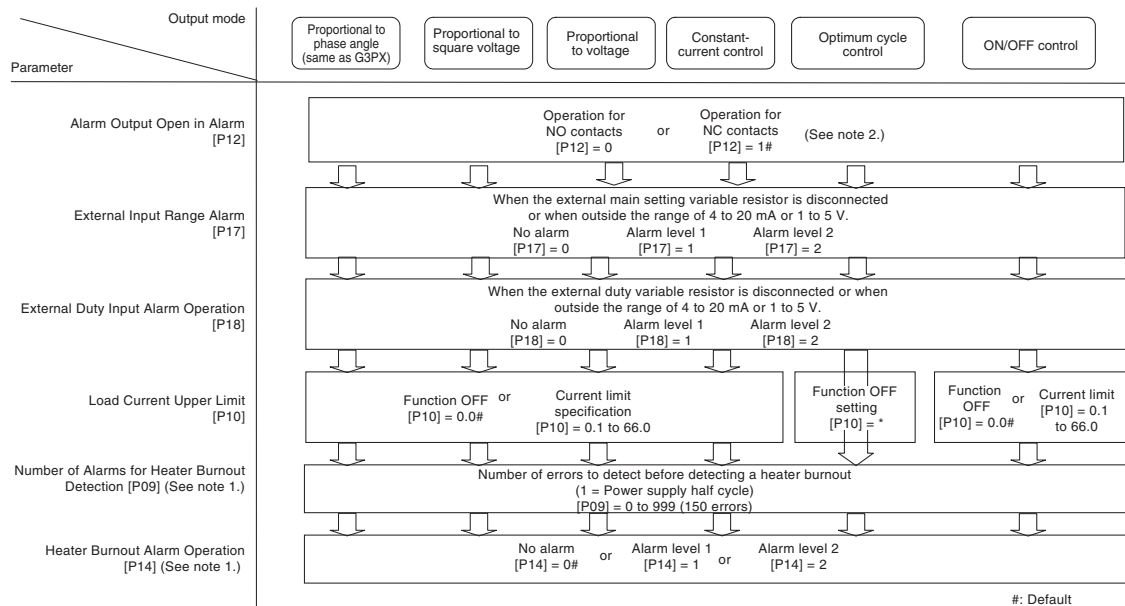 Output mode
Parameter
Proportional to
phase angle
(same as G3PX)
Proportional to
square voltage
Proportional
to voltage
Constant-
current control
Optimum cycle
control
ON/OFF control
Alarm Output Open in Alarm
[P12]
Operation for
NO contacts
[P12] = 0
or
Operation for
NC contacts
[P12] = 1#
(See note 2.)
External Input Range Alarm
[P17]
When the external main setting variable resistor is disconnected
or when outside the range of 4 to 20 mA or 1 to 5 V.
No alarm
[P17] = 0
Alarm level 1
[P17] = 1
Alarm level 2
[P17] = 2
External Duty Input Alarm Operation
[P18]
When the external duty variable resistor is disconnected or when
outside the range of 4 to 20 mA or 1 to 5 V.
No alarm
[P18] = 0
Alarm level 1
[P18] = 1
Alarm level 2
[P18] = 2
Load Current Upper Limit
[P10]
Function OFF
[P10] = 0.0#
or
Current limit
specification
[P10] = 0.1 to 66.0
Function OFF
setting
[P10] = *
Function
OFF
[P10] = 0.0#
or
Current limit
[P10] = 0.1
to 66.0
Number of Alarms for Heater Burnout
Detection [P09] (See note 1.)
Number of errors to detect before detecting a heater burnout
(1 = Power supply half cycle)
[P09] = 0 to 999 (150 errors)
Heater Burnout Alarm Operation
[P14] (See note 1.)
No alarm
[P14] = 0#
or
Alarm level 1
[P14] = 1
or
Alarm level 2
[P14] = 2
#: Default